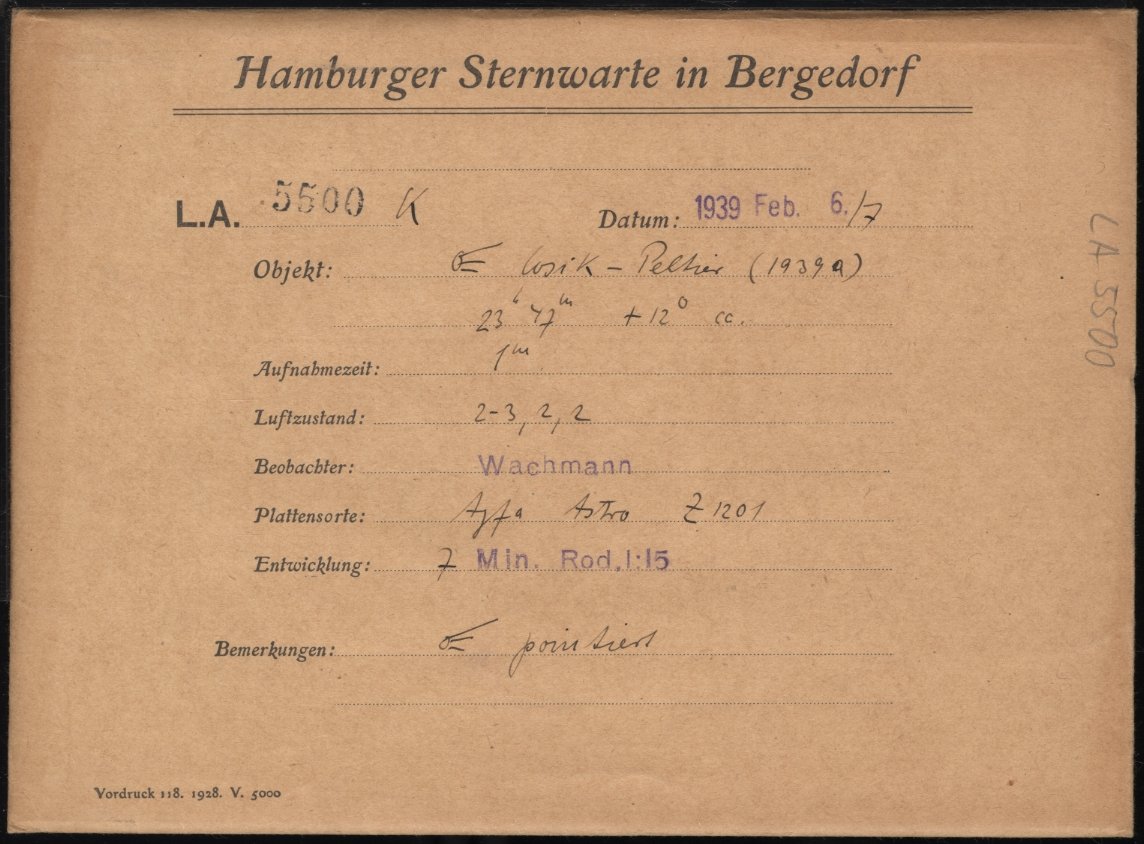 Hamburger Sternwarte in Bergedorf
L.A. 5500 K Datum: 1939 Feb. 6./7
Objekt: ☄ Cosik – Peltier (1939a)
23ʰ 47ᵐ + 12° cc.
Aufnahmezeit: 1ᵐ
Luftzustand: 2-3, 2, 2
Beobachter: Wachmann
Plattensorte: Agfa Astro Z 1201
Entwicklung: 7 Min. Rod. 1:15
Bemerkungen: ☄ pointiert
Vordruck 118. 1928. V. 5000
LA 5500